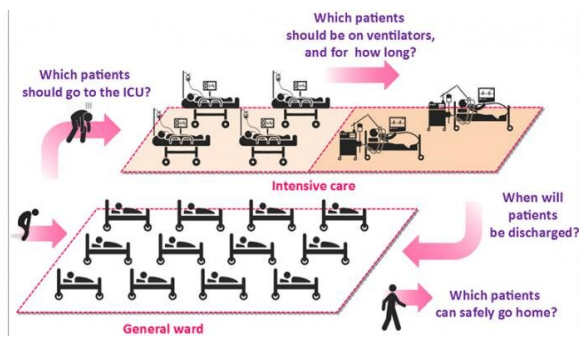 Which patients
should be on ventilators,
and for how long?
Which patients
should go to the ICU?
Intensive care
When will
patients
be discharged?
Which patients
can safely go home?
General ward